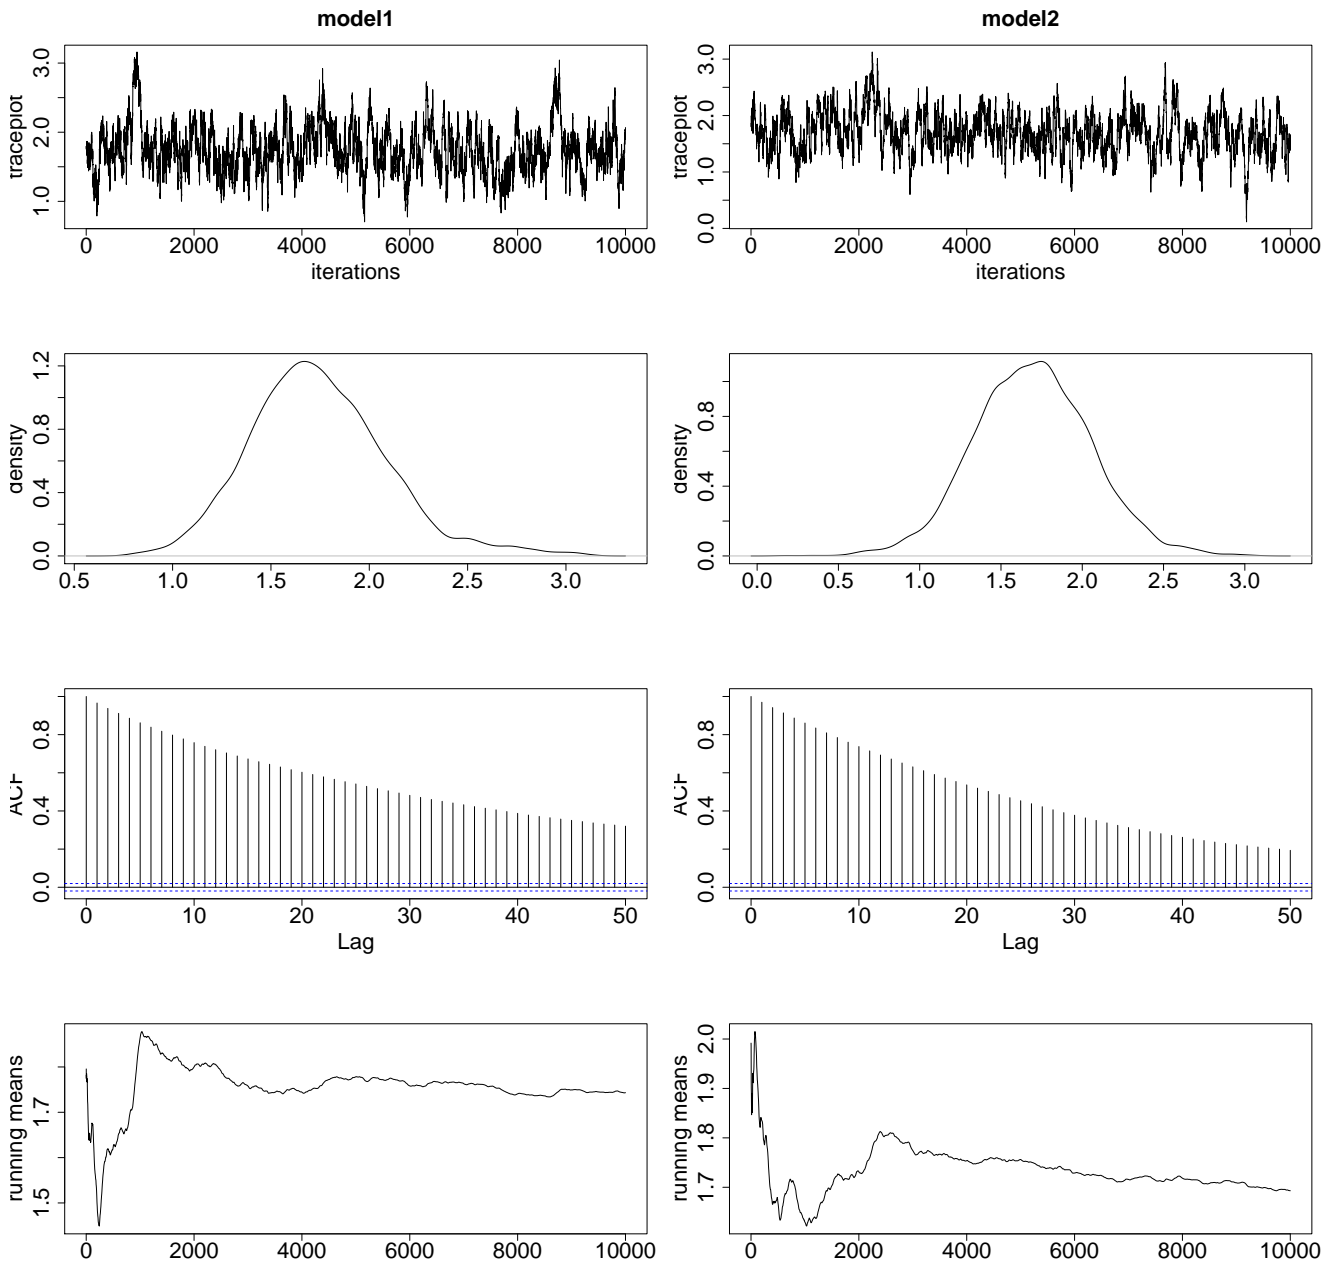 model1
traceplot
1.0 2.0 3.0
0 2000 4000 6000 8000 10000
iterations
model2
traceplot
0.0 1.0 2.0 3.0
0 2000 4000 6000 8000 10000
iterations
density
0.0 0.4 0.8 1.2
0.5 1.0 1.5 2.0 2.5 3.0
density
0.0 0.4 0.8
0.0 0.5 1.0 1.5 2.0 2.5 3.0
ACF
0.0 0.4 0.8
0 10 20 30 40 50
Lag
ACF
0.0 0.4 0.8
0 10 20 30 40 50
Lag
running means
1.5 1.7
0 2000 4000 6000 8000 10000
running means
1.7 1.8 1.9 2.0
0 2000 4000 6000 8000 10000